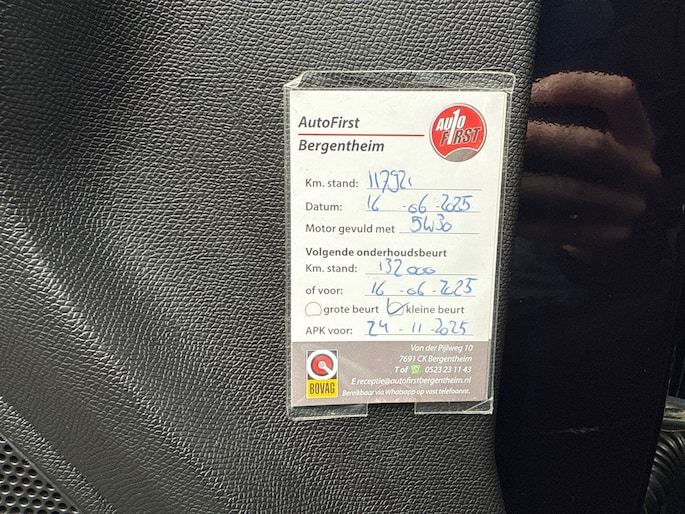 AutoFirst
Bergentheim
AUTO FIRST
Km. stand: 117921
Datum: 16 -06 -2025
Motor gevuld met 5W30
Volgende onderhoudsbeurt
Km. stand: 132000
of voor: 16 -06 -2025
grote beurt kleine beurt
APK voor: 24 -11 -2025
Van der Pijlweg 10
7691 CK Bergentheim
T of 0523 23 11 43
E receptie@autofirstbergentheim.nl
Bereikbaar via Whatsapp op vast telefoonnr.
BOVAG